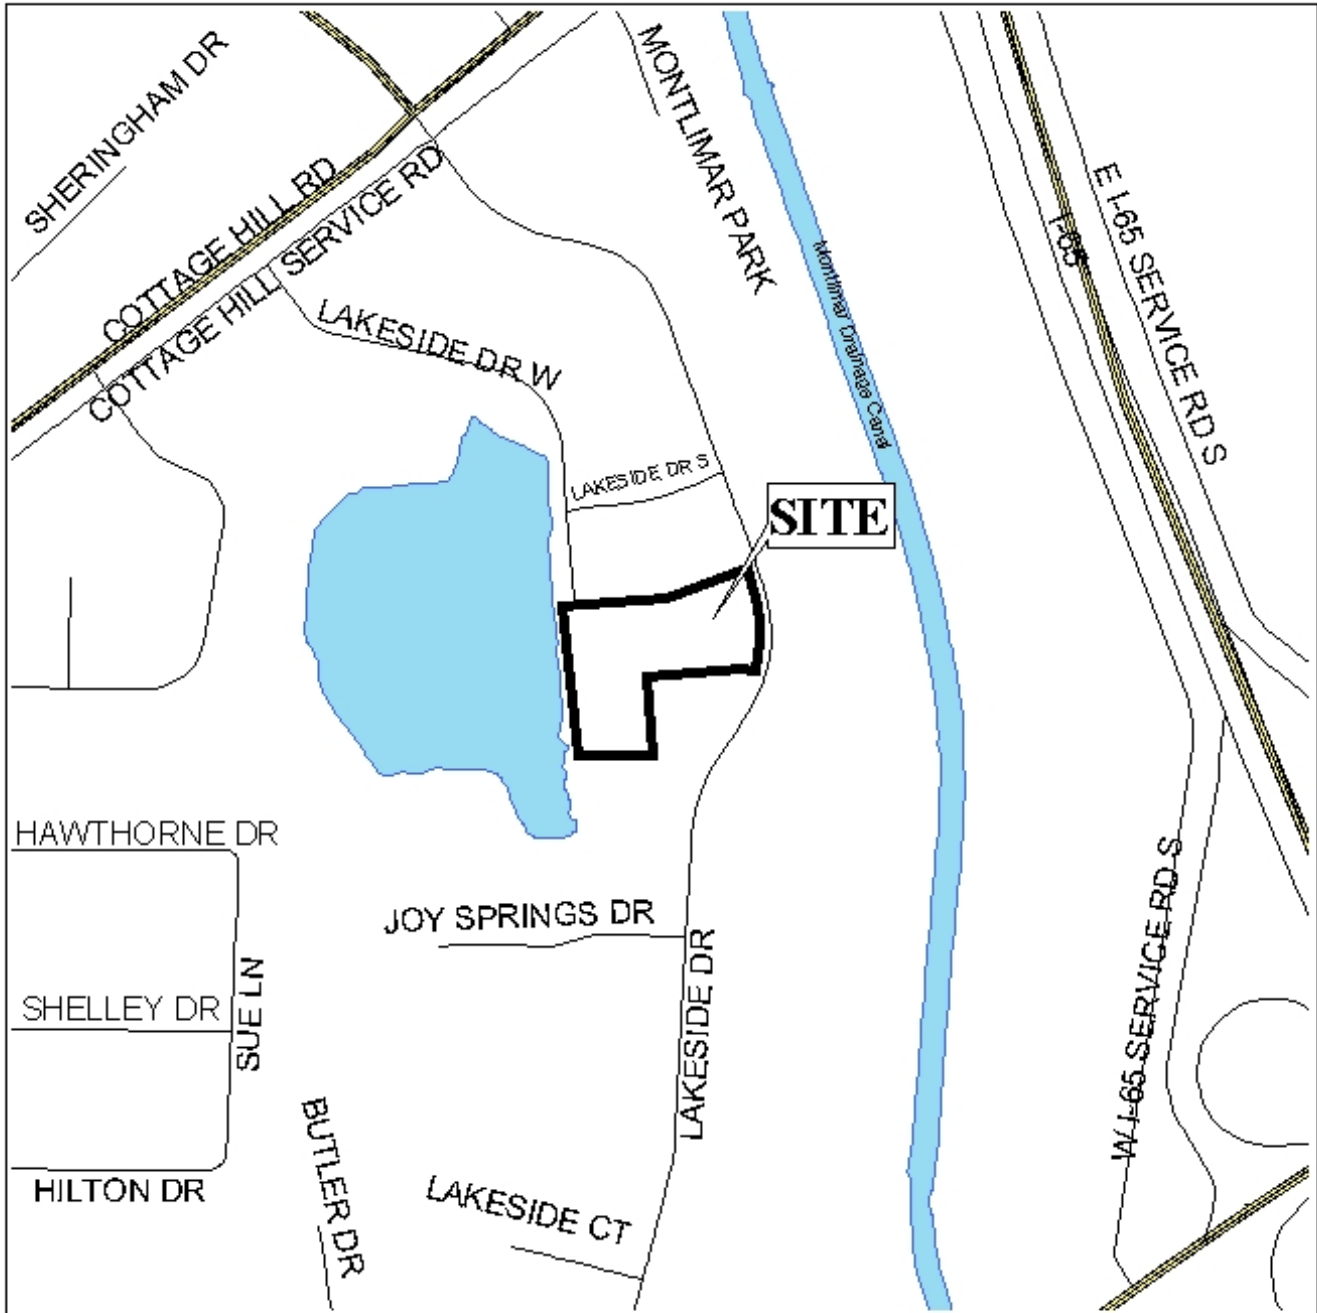 SHERINGHAM DR
MONTLIMAR PARK
COTTAGE HILL RD
COTTAGE HILL SERVICE RD
E I-65 SERVICE RD S
I-65
Montlimar Drainage Canal
LAKESIDE DR W
LAKESIDE DR S
SITE
HAWTHORNE DR
JOY SPRINGS DR
W I-65 SERVICE RD S
LAKESIDE DR
SHELLEY DR
SUE LN
BUTLER DR
HILTON DR
LAKESIDE CT